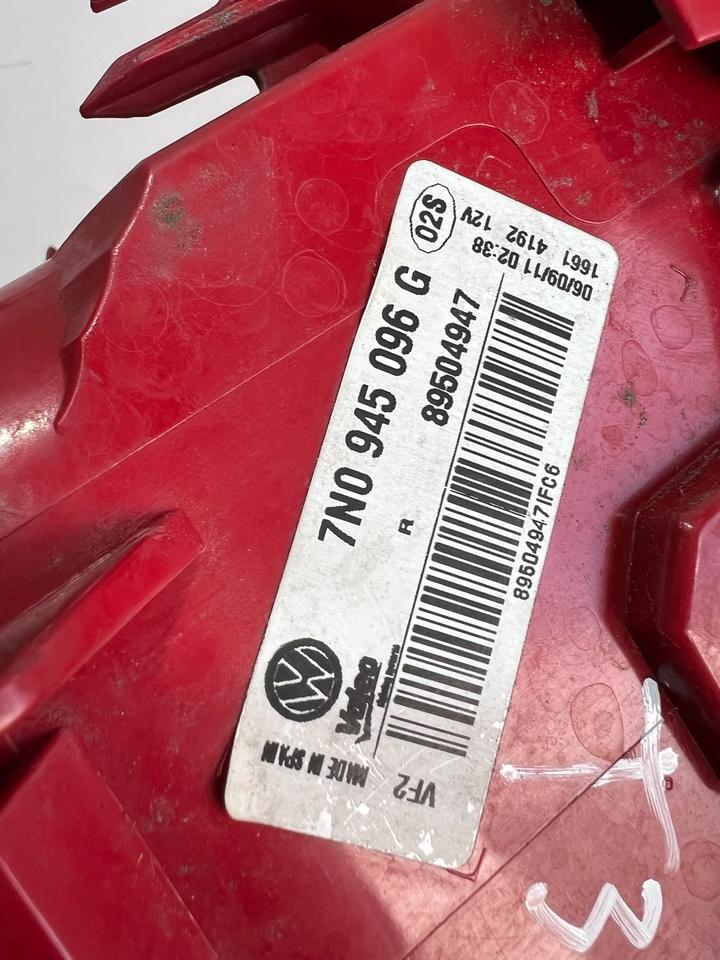 7N0 945 096 G
02S
89504947
R
12V
1661 4192
06/09/11 02:38
Valeo
MADE IN SPAIN
VF2
89504947IFC6